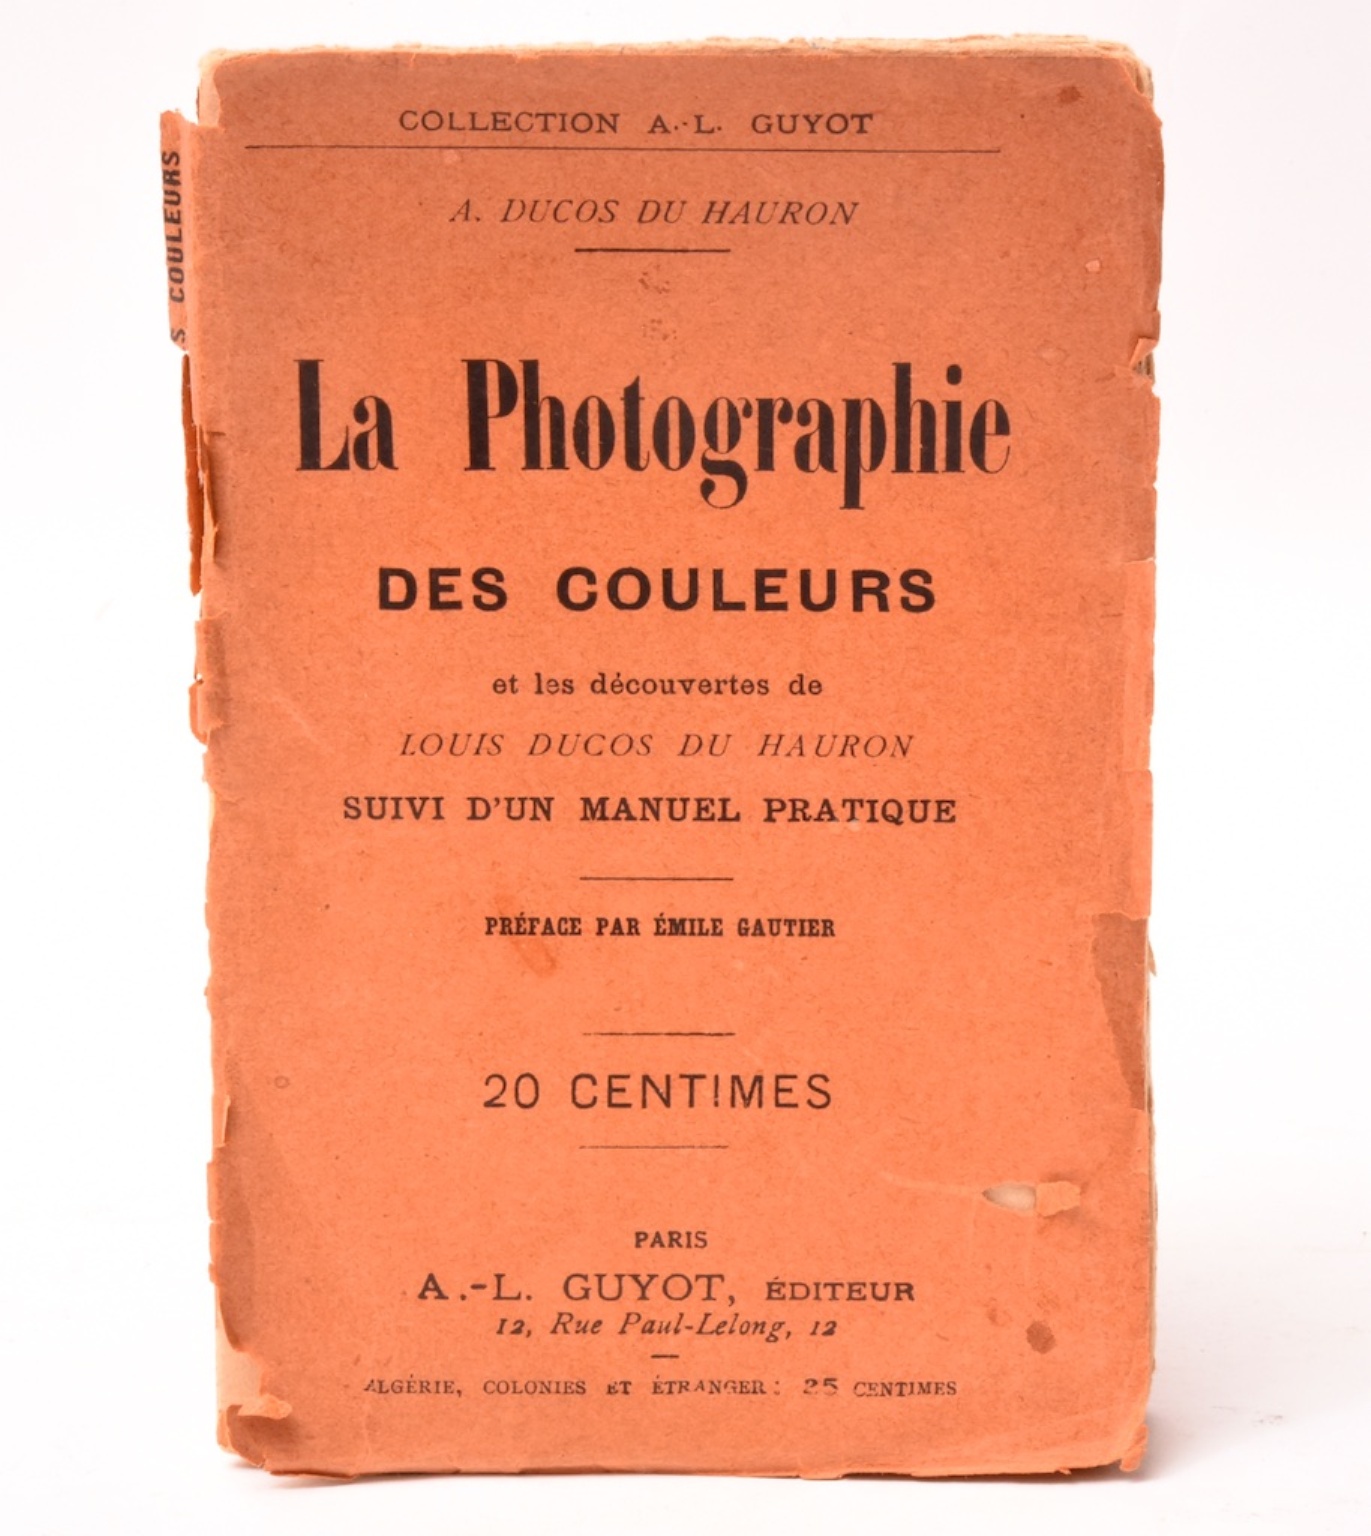 COLLECTION A.-L. GUYOT
A. DUCOS DU HAURON
La Photographie
DES COULEURS
et les découvertes de
LOUIS DUCOS DU HAURON
SUIVI D'UN MANUEL PRATIQUE
PRÉFACE PAR ÉMILE GAUTIER
20 CENTIMES
PARIS
A.-L. GUYOT, ÉDITEUR
12, Rue Paul-Lelong, 12
ALGÉRIE, COLONIES ET ÉTRANGER: 25 CENTIMES
S COULEURS